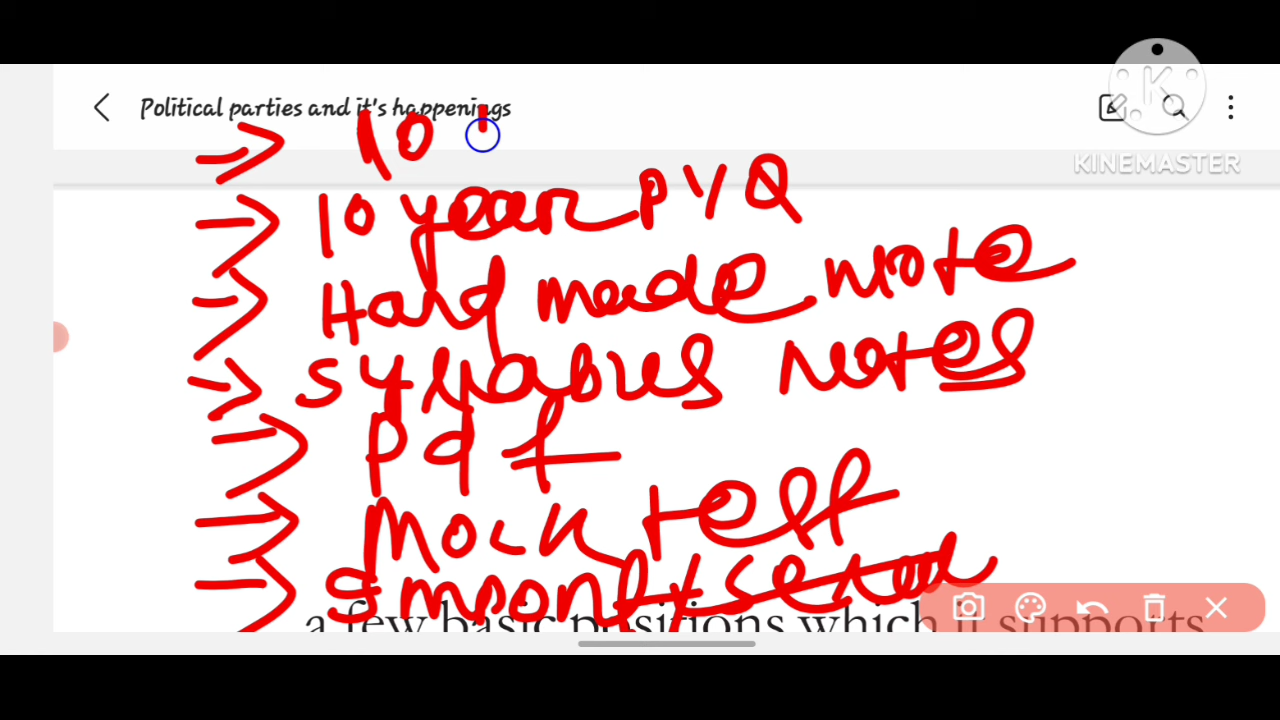 Political parties and it's happenings
KINEMASTER
10
10 year PYQ
Hand made note
syllabus notes
pdf
Mock test
a few basic positions which it supports